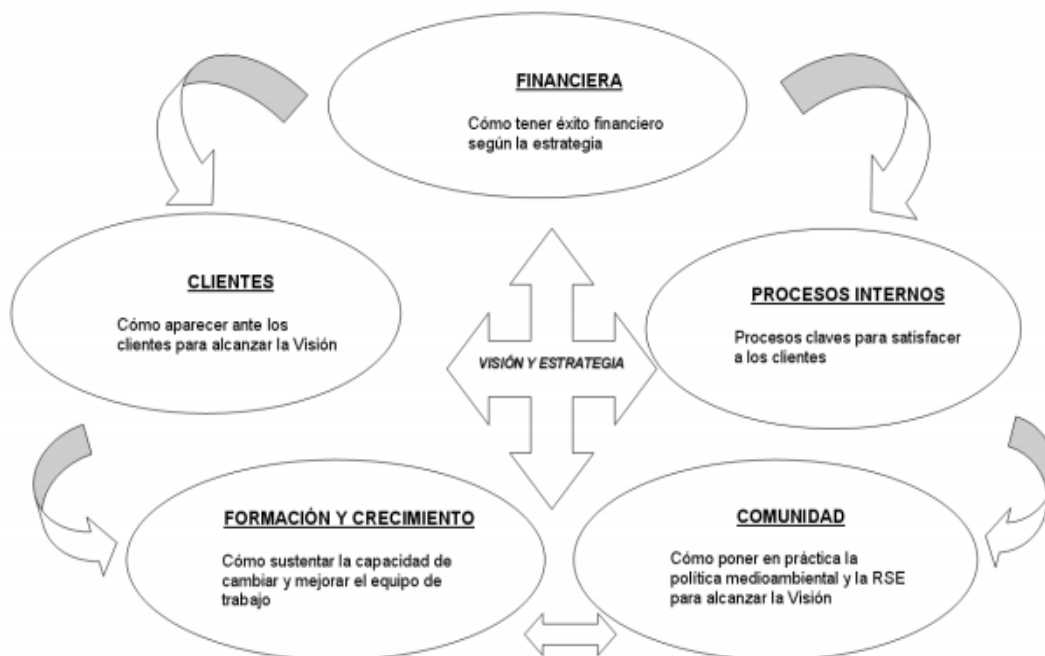 FINANCIERA
Cómo tener éxito financiero
según la estrategia
CLIENTES
Cómo aparecer ante los
clientes para alcanzar la Visión
PROCESOS INTERNOS
Procesos claves para satisfacer
a los clientes
VISIÓN Y ESTRATEGIA
FORMACIÓN Y CRECIMIENTO
Cómo sustentar la capacidad de
cambiar y mejorar el equipo de
trabajo
COMUNIDAD
Cómo poner en práctica la
política medioambiental y la RSE
para alcanzar la Visión